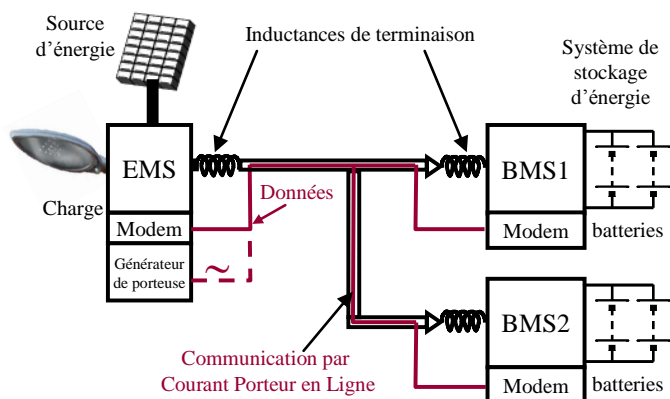 Source
d'énergie
Inductances de terminaison
Système de
stockage
d'énergie
EMS
BMS1
Charge
Données
Modem
Modem
batteries
Générateur
de porteuse
~
BMS2
Communication par
Courant Porteur en Ligne
Modem
batteries